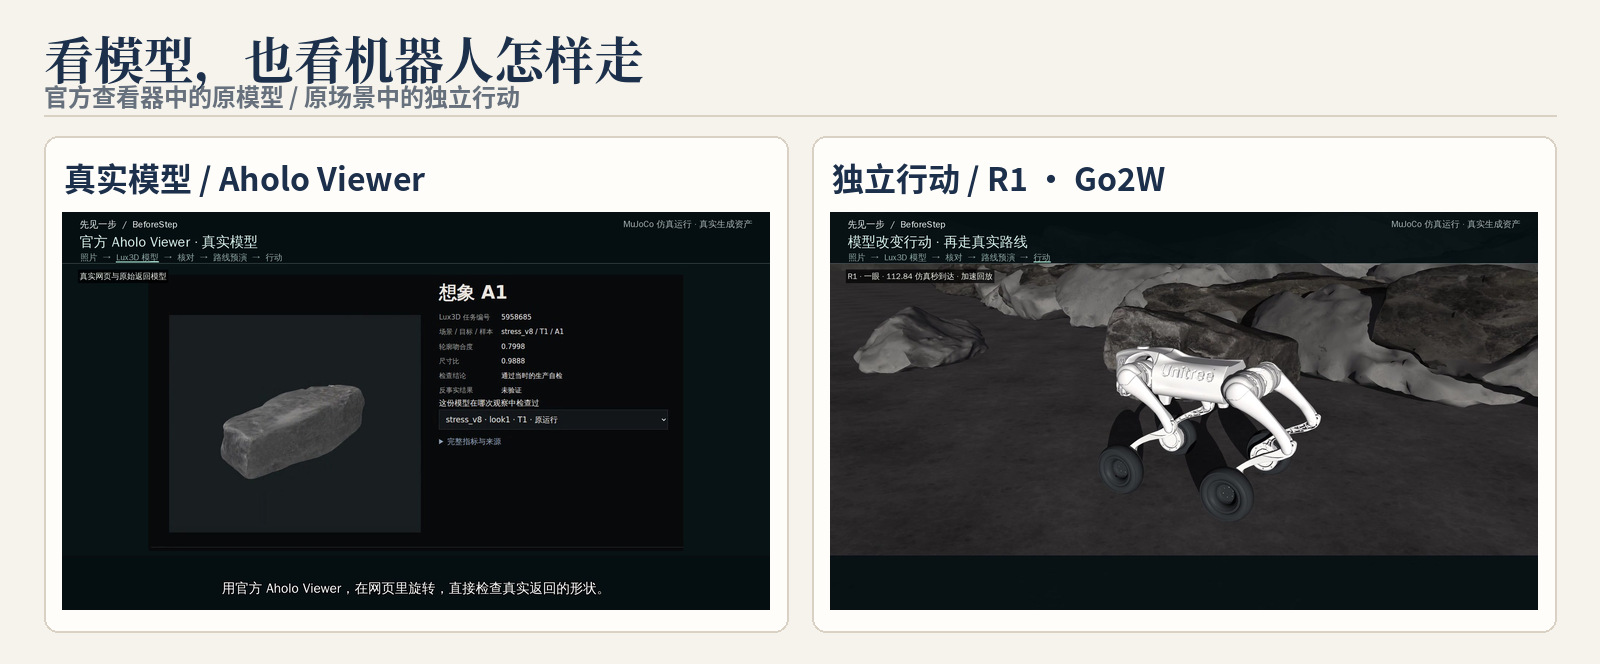 看模型，也看机器人怎样走
官方查看器中的原模型 / 原场景中的独立行动
真实模型 / Aholo Viewer
先见一步 / BeforeStep
MuJoCo 仿真运行 · 真实生成资产
官方 Aholo Viewer · 真实模型
照片 → Lux3D 模型 → 核对 → 路线预演 → 行动
真实网页与原始返回模型
想象 A1
Lux3D 任务编号 5958685
场景 / 目标 / 样本 stress_v8 / T1 / A1
轮廓吻合度 0.7998
尺寸比 0.9888
检查结论 通过当时的生产自检
反事实结果 未验证
这份模型在哪次观察中检查过
stress_v8 · look1 · T1 · 原运行
▶ 完整指标与来源
用官方 Aholo Viewer，在网页里旋转，直接检查真实返回的形状。
独立行动 / R1 · Go2W
先见一步 / BeforeStep
MuJoCo 仿真运行 · 真实生成资产
模型改变行动 · 再走真实路线
照片 → Lux3D 模型 → 核对 → 路线预演 → 行动
R1 · 一眼 · 112.84 仿真秒到达 · 加速回放
Unitree